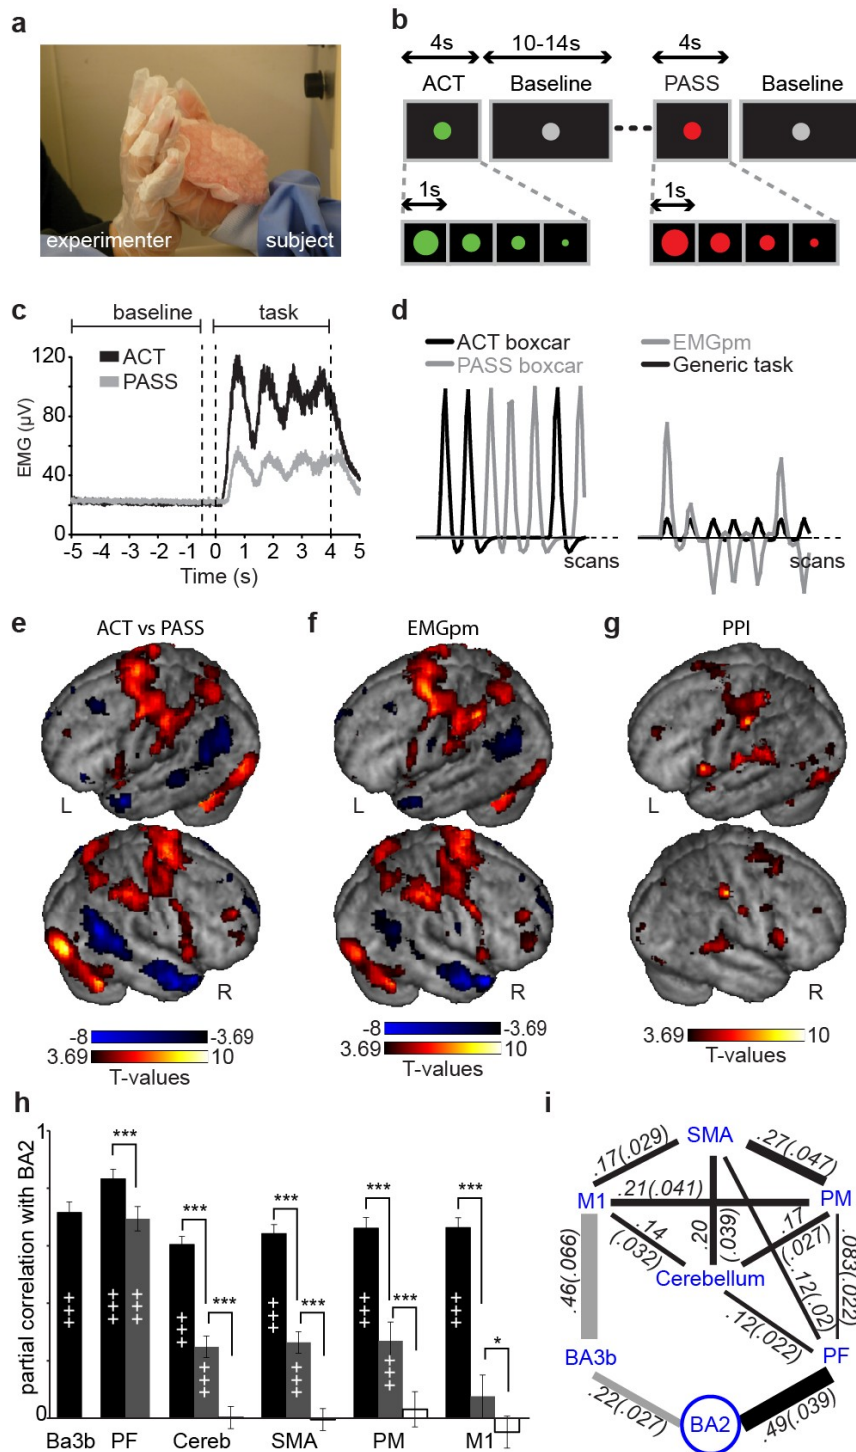 a
experimenter
subject
b
4s
10-14s
4s
ACT
Baseline
PASS
Baseline
1s
1s
c
baseline
task
ACT
PASS
120
80
40
0
EMG (µV)
-5 -4 -3 -2 -1 0 1 2 3 4 5
Time (s)
d
ACT boxcar
PASS boxcar
scans
EMGpm
Generic task
scans
e
ACT vs PASS
L
R
-8 -3.69
3.69 10
T-values
f
EMGpm
L
R
-8 -3.69
3.69 10
T-values
g
PPI
L
R
3.69 10
T-values
h
partial correlation with BA2
1
0
*** *** *** *** *** *** *** *** *
+++ +++ +++ +++ +++ +++ +++ +++ +++ +++
Ba3b PF Cereb SMA PM M1
i
SMA
.17(.029)
.27(.047)
M1
.21(.041)
PM
.14
(.032)
.20
(.039)
.17
(.027)
.083(.022)
Cerebellum
.46(.066)
.12(.02)
.12(.022)
BA3b
PF
.22(.027)
BA2
.49(.039)